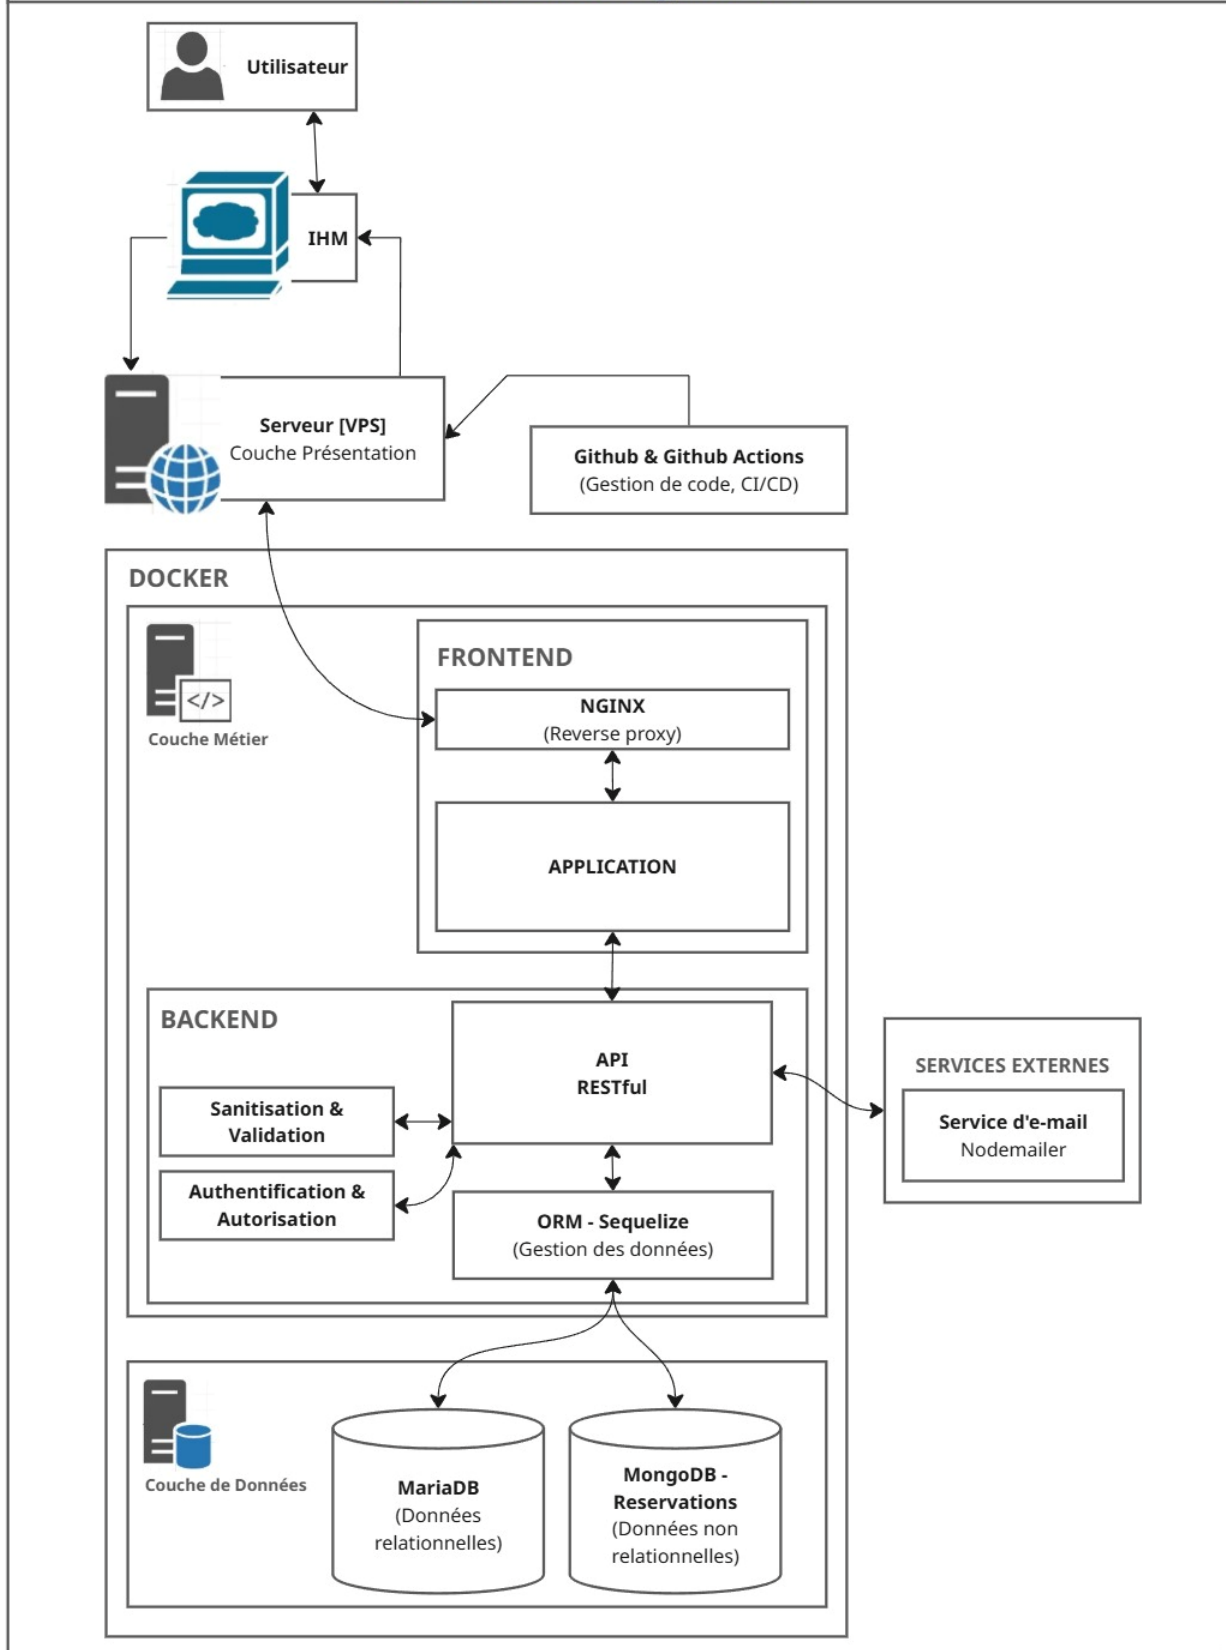 Utilisateur
IHM
Serveur [VPS]
Couche Présentation
Github & Github Actions
(Gestion de code, CI/CD)
DOCKER
</>
Couche Métier
FRONTEND
NGINX
(Reverse proxy)
APPLICATION
BACKEND
API
RESTful
Sanitisation &
Validation
Authentification &
Autorisation
ORM - Sequelize
(Gestion des données)
SERVICES EXTERNES
Service d'e-mail
Nodemailer
Couche de Données
MariaDB
(Données
relationnelles)
MongoDB -
Reservations
(Données non
relationnelles)